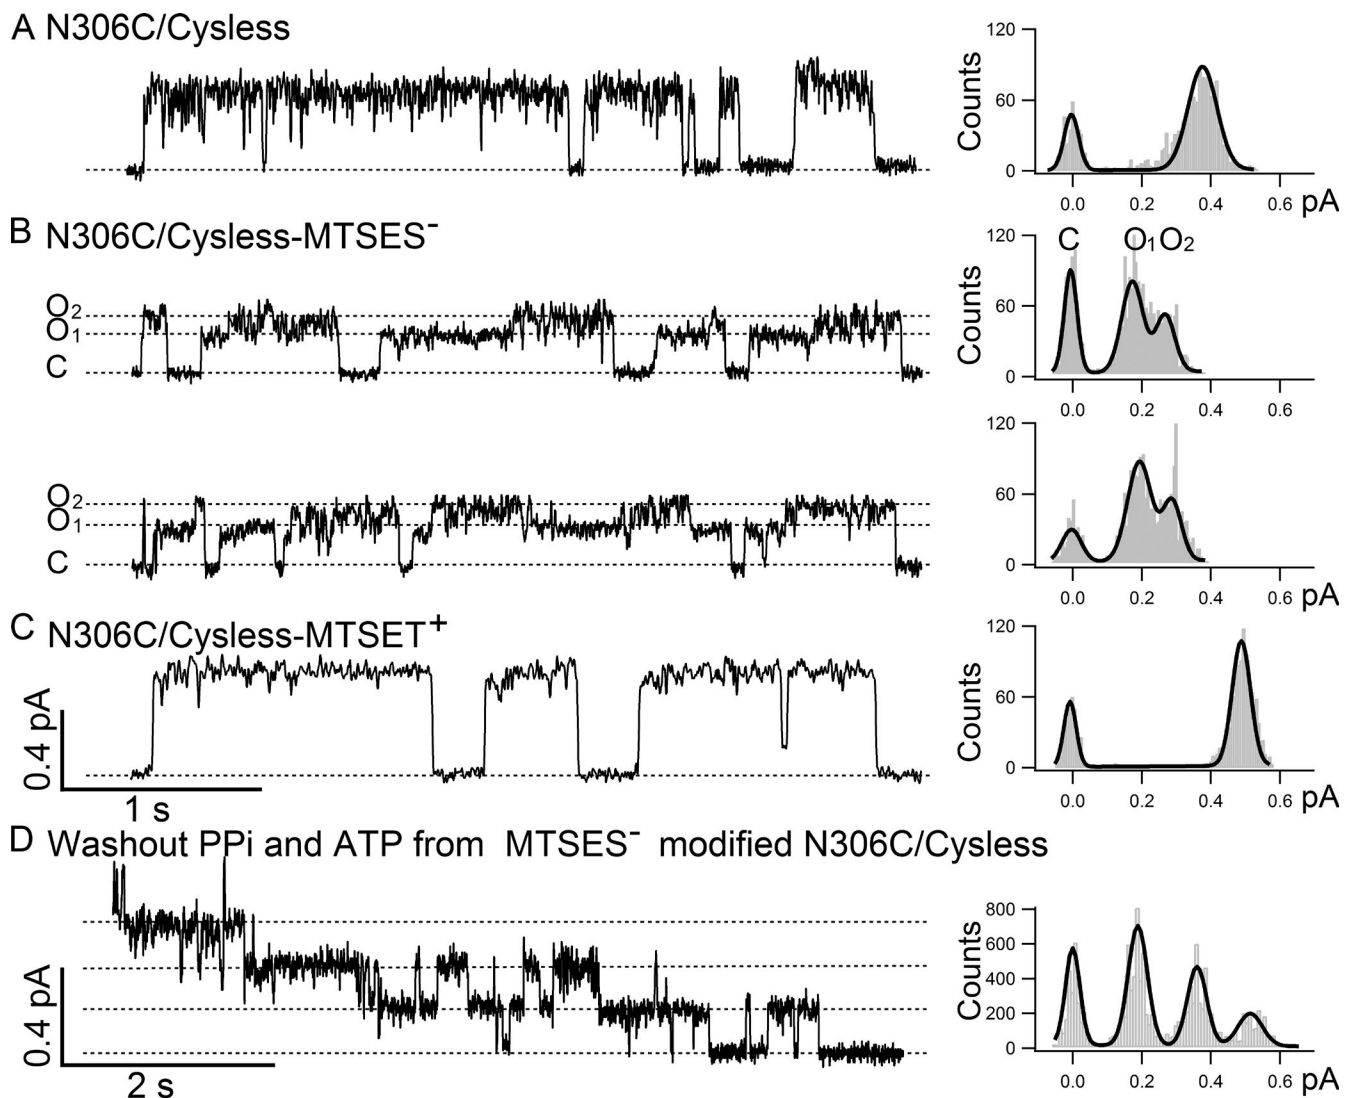 A N306C/Cysless
120
60
0
Counts
0.0 0.2 0.4 0.6 pA
B N306C/Cysless-MTSES-
O2
O1
C
120
60
0
Counts
C O1 O2
0.0 0.2 0.4 0.6
O2
O1
C
120
60
0
0.0 0.2 0.4 0.6 pA
C N306C/Cysless-MTSET+
0.4 pA
1 s
120
60
0
Counts
0.0 0.2 0.4 0.6 pA
D Washout PPi and ATP from MTSES- modified N306C/Cysless
0.4 pA
2 s
800
600
400
200
0
Counts
0.0 0.2 0.4 0.6 pA